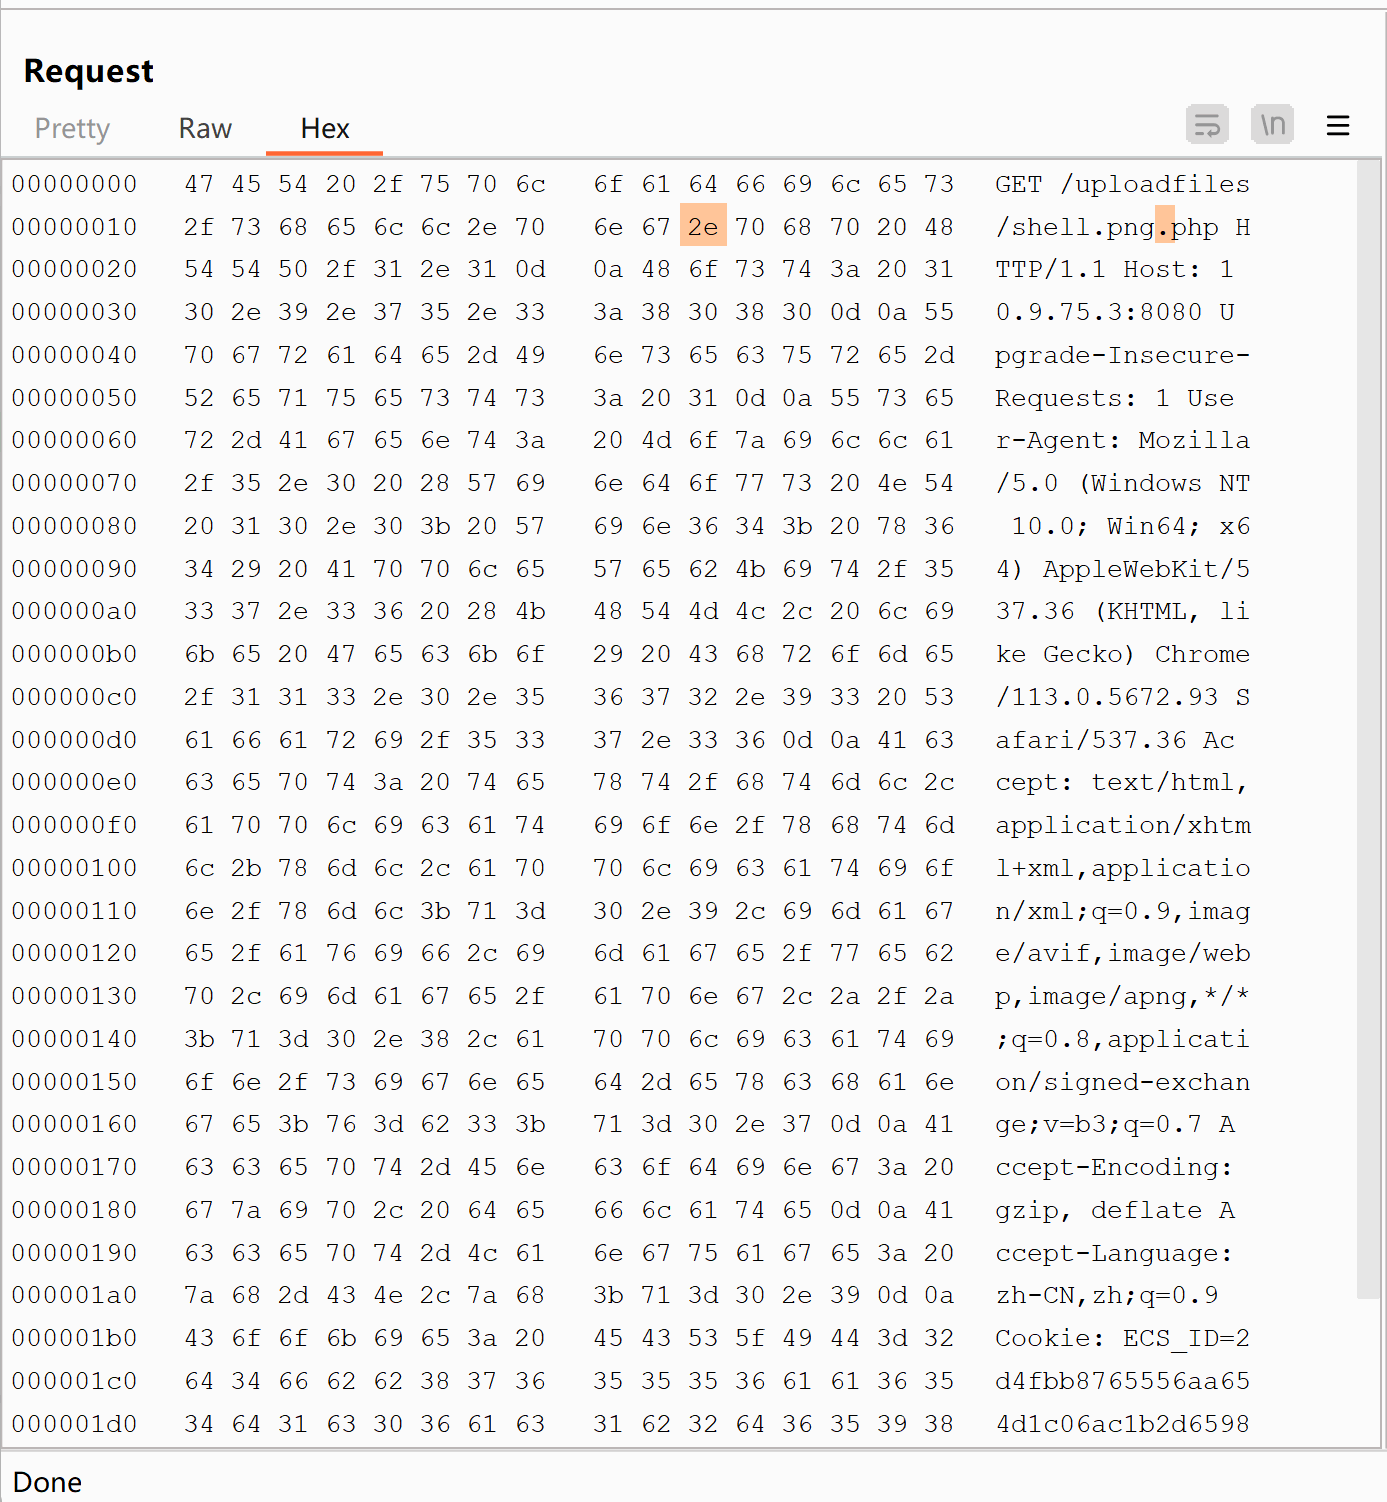 Request
Pretty Raw Hex \n
00000000 47 45 54 20 2f 75 70 6c 6f 61 64 66 69 6c 65 73 GET /uploadfiles
00000010 2f 73 68 65 6c 6c 2e 70 6e 67 2e 70 68 70 20 48 /shell.png.php H
00000020 54 54 50 2f 31 2e 31 0d 0a 48 6f 73 74 3a 20 31 TTP/1.1 Host: 1
00000030 30 2e 39 2e 37 35 2e 33 3a 38 30 38 30 0d 0a 55 0.9.75.3:8080 U
00000040 70 67 72 61 64 65 2d 49 6e 73 65 63 75 72 65 2d pgrade-Insecure-
00000050 52 65 71 75 65 73 74 73 3a 20 31 0d 0a 55 73 65 Requests: 1 Use
00000060 72 2d 41 67 65 6e 74 3a 20 4d 6f 7a 69 6c 6c 61 r-Agent: Mozilla
00000070 2f 35 2e 30 20 28 57 69 6e 64 6f 77 73 20 4e 54 /5.0 (Windows NT
00000080 20 31 30 2e 30 3b 20 57 69 6e 36 34 3b 20 78 36 10.0; Win64; x6
00000090 34 29 20 41 70 70 6c 65 57 65 62 4b 69 74 2f 35 4) AppleWebKit/5
000000a0 33 37 2e 33 36 20 28 4b 48 54 4d 4c 2c 20 6c 69 37.36 (KHTML, li
000000b0 6b 65 20 47 65 63 6b 6f 29 20 43 68 72 6f 6d 65 ke Gecko) Chrome
000000c0 2f 31 31 33 2e 30 2e 35 36 37 32 2e 39 33 20 53 /113.0.5672.93 S
000000d0 61 66 61 72 69 2f 35 33 37 2e 33 36 0d 0a 41 63 afari/537.36 Ac
000000e0 63 65 70 74 3a 20 74 65 78 74 2f 68 74 6d 6c 2c cept: text/html,
000000f0 61 70 70 6c 69 63 61 74 69 6f 6e 2f 78 68 74 6d application/xhtm
00000100 6c 2b 78 6d 6c 2c 61 70 70 6c 69 63 61 74 69 6f l+xml,applicatio
00000110 6e 2f 78 6d 6c 3b 71 3d 30 2e 39 2c 69 6d 61 67 n/xml;q=0.9,imag
00000120 65 2f 61 76 69 66 2c 69 6d 61 67 65 2f 77 65 62 e/avif,image/web
00000130 70 2c 69 6d 61 67 65 2f 61 70 6e 67 2c 2a 2f 2a p,image/apng,*/*
00000140 3b 71 3d 30 2e 38 2c 61 70 70 6c 69 63 61 74 69 ;q=0.8,applicati
00000150 6f 6e 2f 73 69 67 6e 65 64 2d 65 78 63 68 61 6e on/signed-exchan
00000160 67 65 3b 76 3d 62 33 3b 71 3d 30 2e 37 0d 0a 41 ge;v=b3;q=0.7 A
00000170 63 63 65 70 74 2d 45 6e 63 6f 64 69 6e 67 3a 20 ccept-Encoding:
00000180 67 7a 69 70 2c 20 64 65 66 6c 61 74 65 0d 0a 41 gzip, deflate A
00000190 63 63 65 70 74 2d 4c 61 6e 67 75 61 67 65 3a 20 ccept-Language:
000001a0 7a 68 2d 43 4e 2c 7a 68 3b 71 3d 30 2e 39 0d 0a zh-CN,zh;q=0.9
000001b0 43 6f 6f 6b 69 65 3a 20 45 43 53 5f 49 44 3d 32 Cookie: ECS_ID=2
000001c0 64 34 66 62 62 38 37 36 35 35 35 36 61 61 36 35 d4fbb8765556aa65
000001d0 34 64 31 63 30 36 61 63 31 62 32 64 36 35 39 38 4d1c06ac1b2d6598
Done